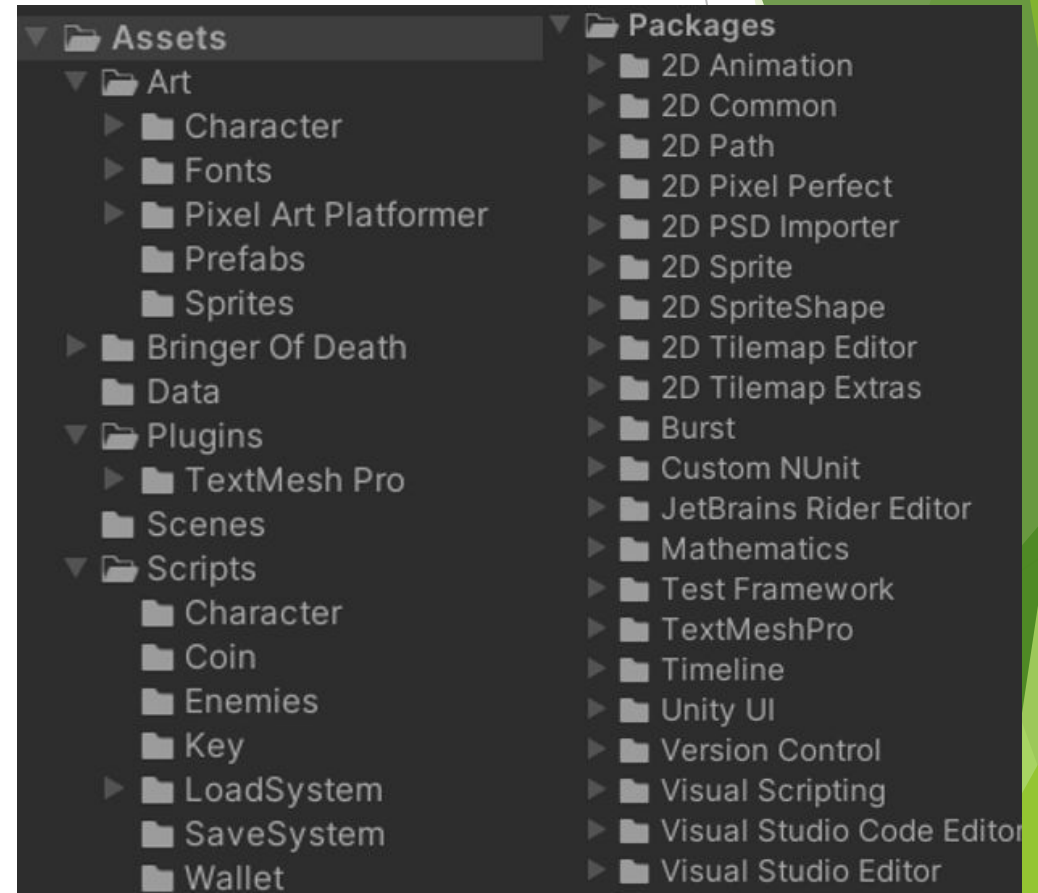 Assets
Art
Character
Fonts
Pixel Art Platformer
Prefabs
Sprites
Bringer Of Death
Data
Plugins
TextMesh Pro
Scenes
Scripts
Character
Coin
Enemies
Key
LoadSystem
SaveSystem
Wallet
Packages
2D Animation
2D Common
2D Path
2D Pixel Perfect
2D PSD Importer
2D Sprite
2D SpriteShape
2D Tilemap Editor
2D Tilemap Extras
Burst
Custom NUnit
JetBrains Rider Editor
Mathematics
Test Framework
TextMeshPro
Timeline
Unity UI
Version Control
Visual Scripting
Visual Studio Code Editor
Visual Studio Editor